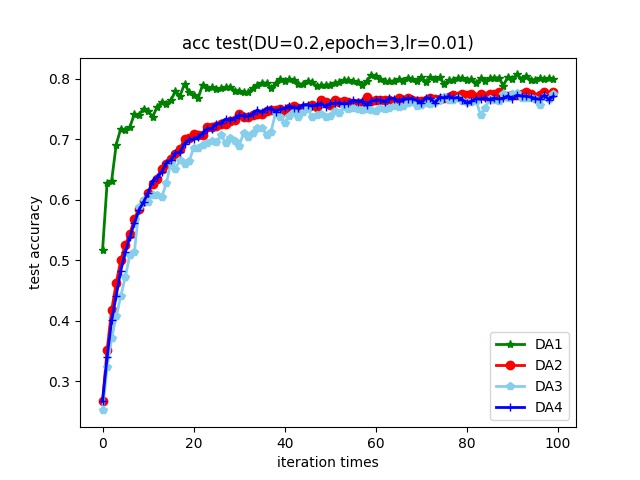 acc test(DU=0.2,epoch=3,lr=0.01)
0.8
0.7
0.6
0.5
0.4
0.3
test accuracy
DA1
DA2
DA3
DA4
0 20 40 60 80 100
iteration times